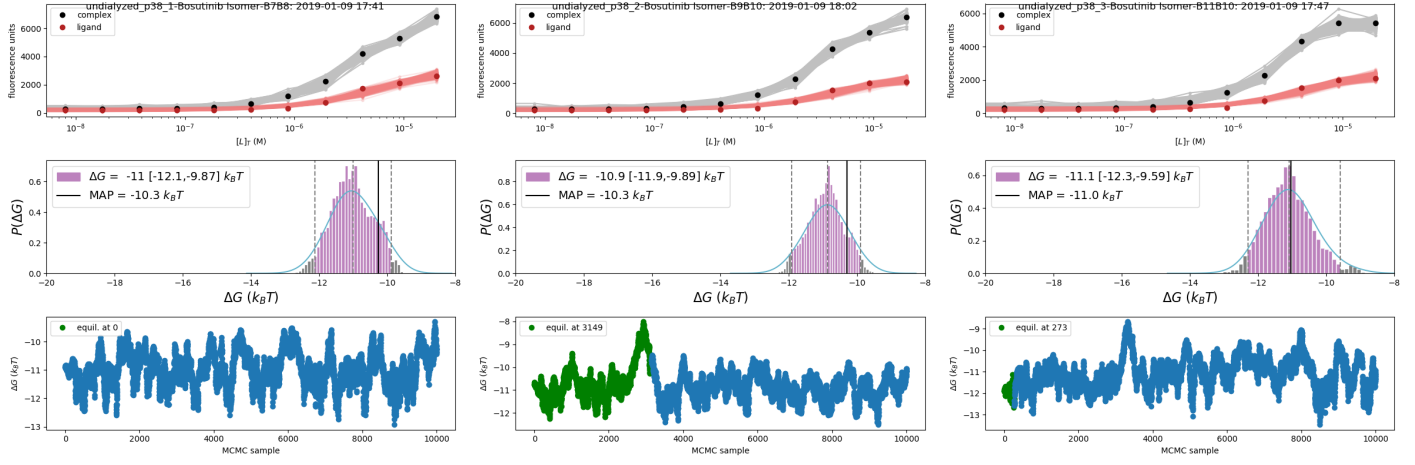 undialyzed_p38_1-Bosutinib Isomer-B7B8: 2019-01-09 17:41
complex
ligand
fluorescence units
6000
4000
2000
0
10⁻⁸
10⁻⁷
10⁻⁶
10⁻⁵
[L]T (M)
undialyzed_p38_2-Bosutinib Isomer-B9B10: 2019-01-09 18:02
complex
ligand
fluorescence units
6000
4000
2000
0
10⁻⁸
10⁻⁷
10⁻⁶
10⁻⁵
[L]T (M)
undialyzed_p38_3-Bosutinib Isomer-B11B10: 2019-01-09 17:47
complex
ligand
fluorescence units
6000
4000
2000
0
10⁻⁸
10⁻⁷
10⁻⁶
10⁻⁵
[L]T (M)
ΔG = -11 [-12.1,-9.87] kBT
MAP = -10.3 kBT
P(ΔG)
0.6
0.4
0.2
0.0
-20
-18
-16
-14
-12
-10
-8
ΔG (kBT)
ΔG = -10.9 [-11.9,-9.89] kBT
MAP = -10.3 kBT
P(ΔG)
0.8
0.6
0.4
0.2
0.0
-20
-18
-16
-14
-12
-10
-8
ΔG (kBT)
ΔG = -11.1 [-12.3,-9.59] kBT
MAP = -11.0 kBT
P(ΔG)
0.6
0.4
0.2
0.0
-20
-18
-16
-14
-12
-10
-8
ΔG (kBT)
equil. at 0
ΔG (kBT)
-10
-11
-12
-13
0
2000
4000
6000
8000
10000
MCMC sample
equil. at 3149
ΔG (kBT)
-8
-9
-10
-11
-12
0
2000
4000
6000
8000
10000
MCMC sample
equil. at 273
ΔG (kBT)
-9
-10
-11
-12
-13
0
2000
4000
6000
8000
10000
MCMC sample